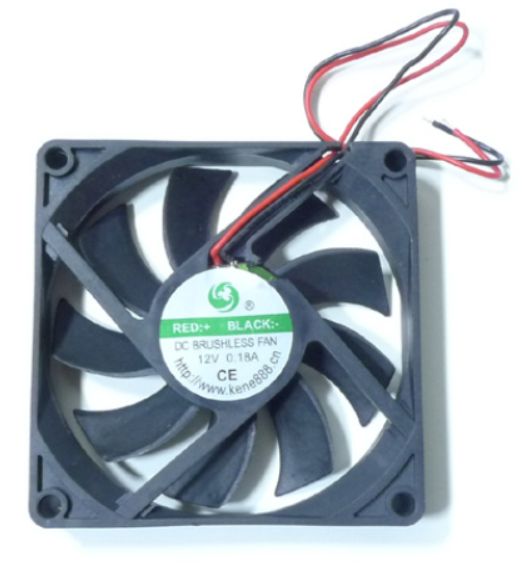 ®
RED:+ BLACK:-
DC BRUSHLESS FAN
12V 0.18A
CE
http://www.kene888.cn